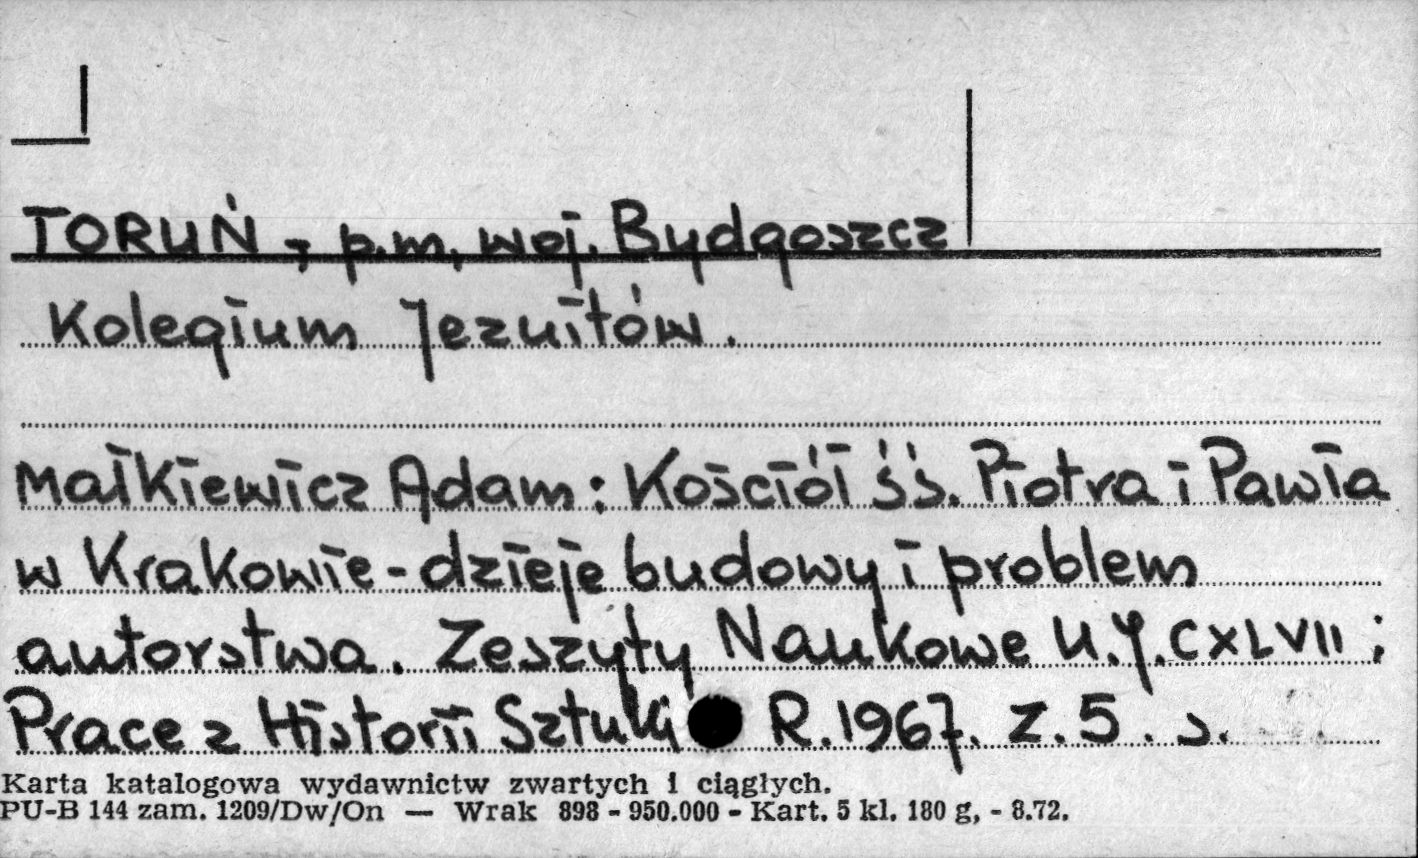 TORUŃ, p.m, woj. Bydgoszcz
Kolegium Jezuitów.
Małkiewicz Adam: Kościół śś. Piotra i Pawła
w Krakowie - dzieje budowy i problem
autorstwa. Zeszyty Naukowe U.J. CXLVII;
Prace z Historii Sztuki R.1967. Z.5. s.
Karta katalogowa wydawnictw zwartych i ciągłych.
PU-B 144 zam. 1209/Dw/On — Wrak 898 - 950.000 - Kart. 5 kl. 180 g, - 8.72.